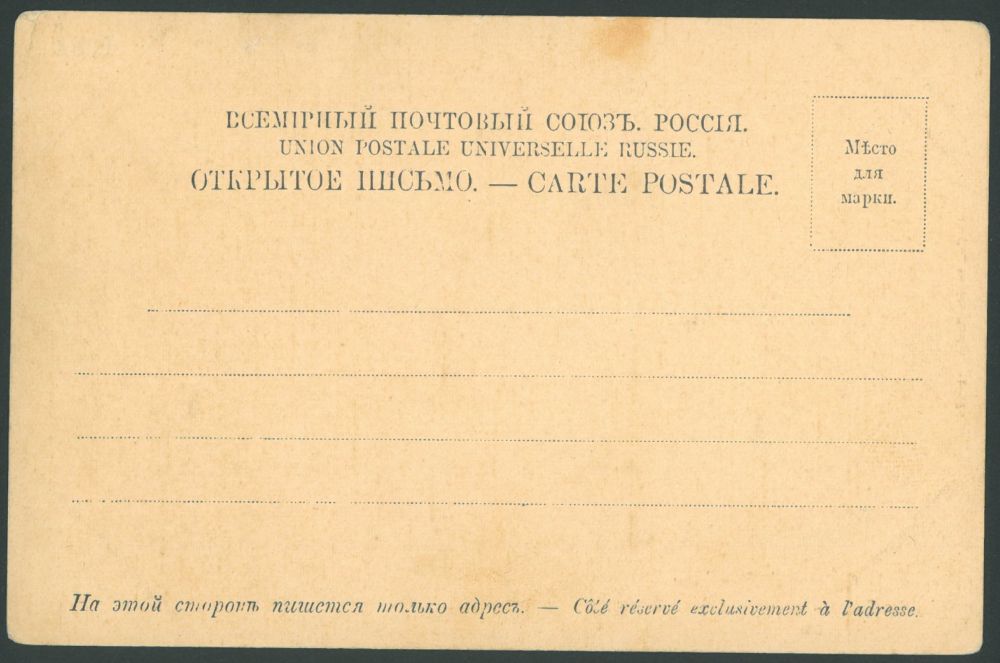 ВСЕМІРНЫЙ ПОЧТОВЫЙ СОЮЗЪ. РОССІЯ.
UNION POSTALE UNIVERSELLE RUSSIE.
ОТКРЫТОЕ ПИСЬМО. — CARTE POSTALE.
Мѣсто
для
марки.
На этой сторонѣ пишется только адресъ. — Côté réservé exclusivement à l'adresse.